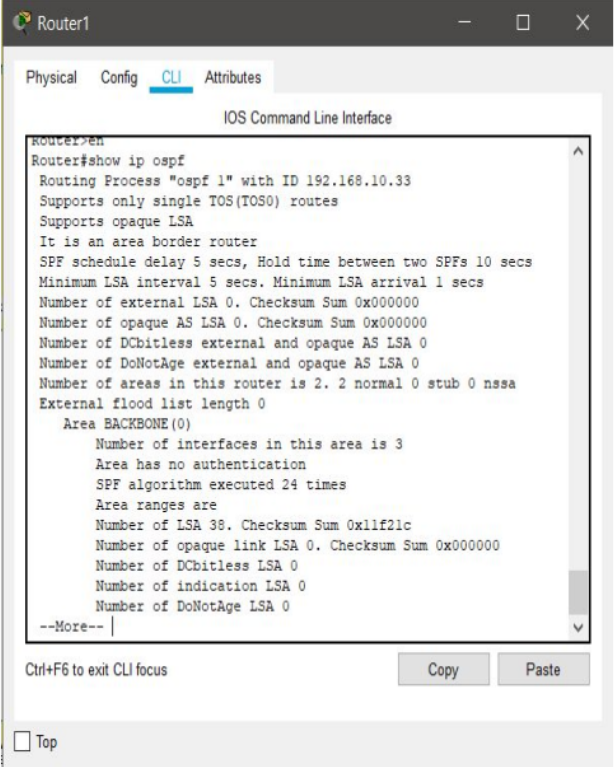 Router1
Physical Config CLI Attributes
IOS Command Line Interface
Router>en
Router#show ip ospf
Routing Process "ospf 1" with ID 192.168.10.33
Supports only single TOS(TOS0) routes
Supports opaque LSA
It is an area border router
SPF schedule delay 5 secs, Hold time between two SPFs 10 secs
Minimum LSA interval 5 secs. Minimum LSA arrival 1 secs
Number of external LSA 0. Checksum Sum 0x000000
Number of opaque AS LSA 0. Checksum Sum 0x000000
Number of DCbitless external and opaque AS LSA 0
Number of DoNotAge external and opaque AS LSA 0
Number of areas in this router is 2. 2 normal 0 stub 0 nssa
External flood list length 0
Area BACKBONE(0)
Number of interfaces in this area is 3
Area has no authentication
SPF algorithm executed 24 times
Area ranges are
Number of LSA 38. Checksum Sum 0x11f21c
Number of opaque link LSA 0. Checksum Sum 0x000000
Number of DCbitless LSA 0
Number of indication LSA 0
Number of DoNotAge LSA 0
--More--
Ctrl+F6 to exit CLI focus
Copy Paste
Top